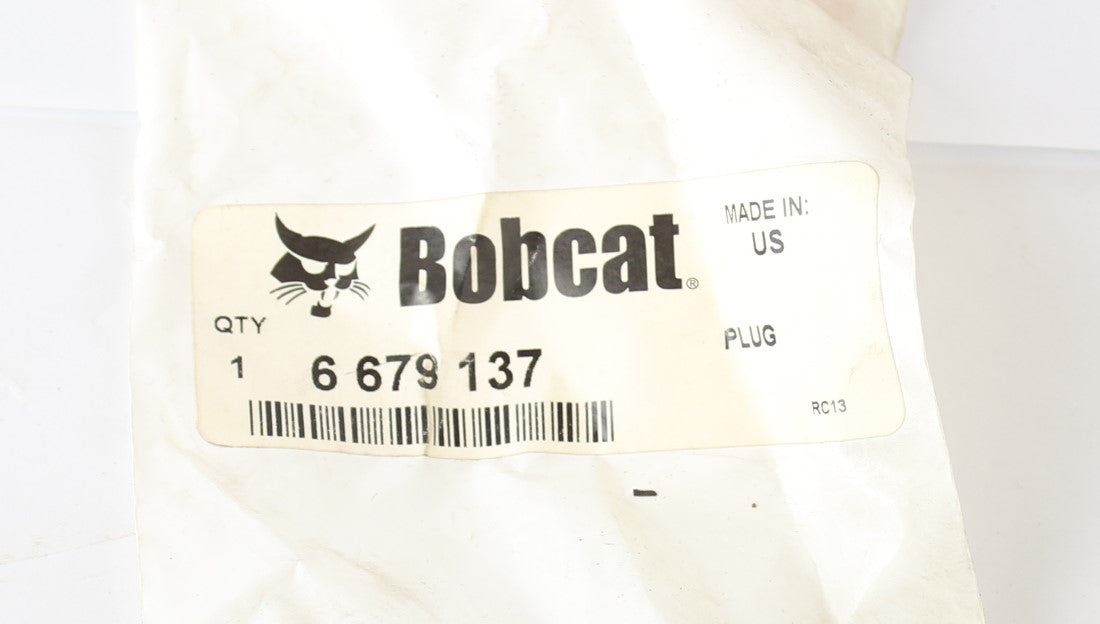 Bobcat®
MADE IN:
US
QTY
1 6 679 137
PLUG
RC13